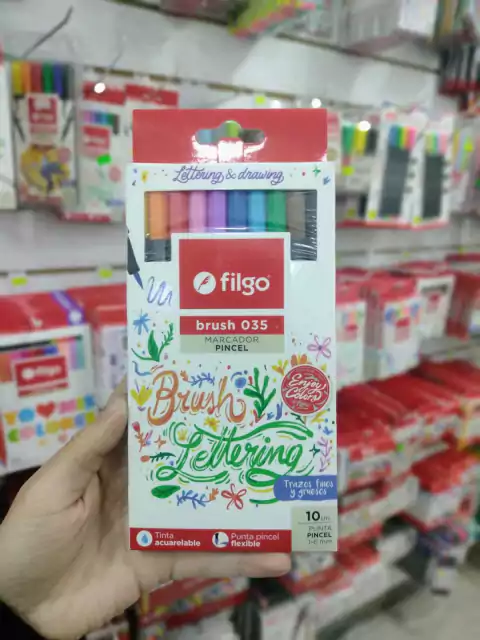 Lettering & drawing
filgo
brush 035
MARCADOR
PINCEL
Brush
Enjoy
Colors
Lettering
Trazos finos
y gruesos
10
Tinta
acuarelable
Punta pincel
flexible
PUNTA
PINCEL
filgo